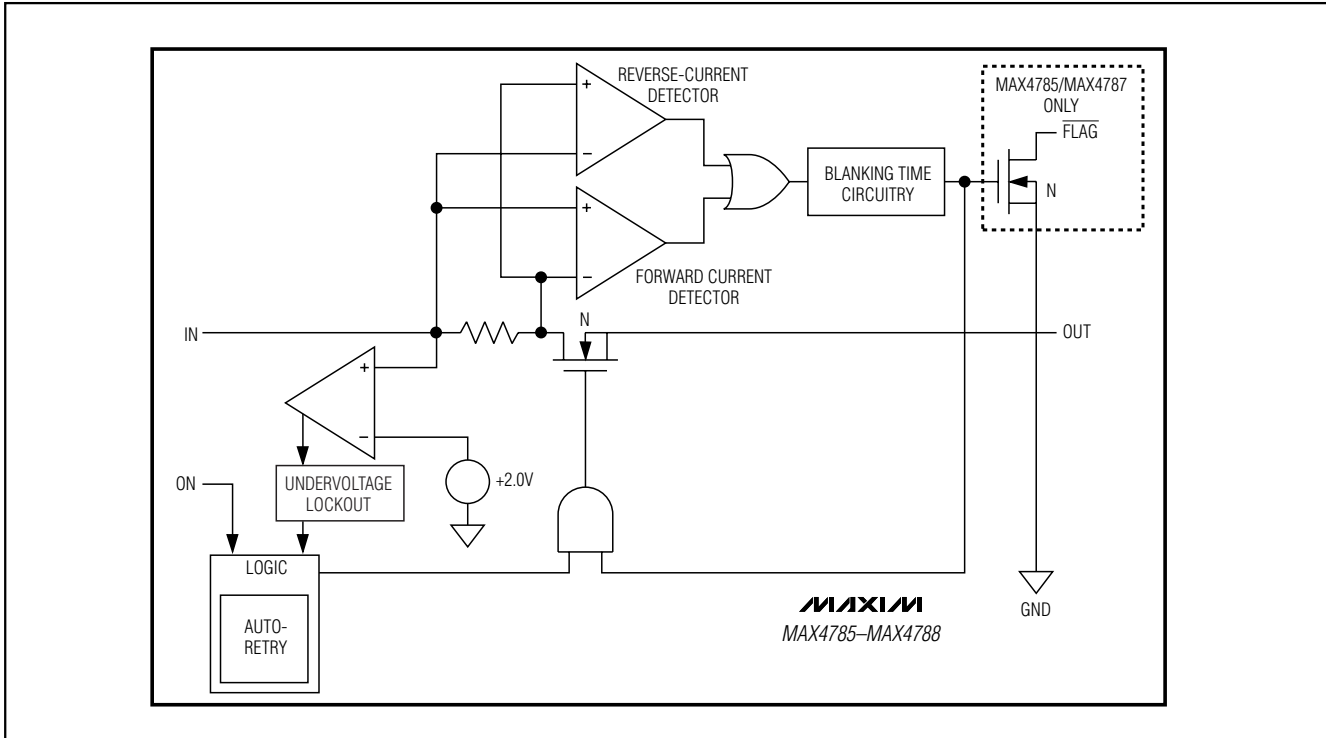 REVERSE-CURRENT
DETECTOR
+
−
+
−
FORWARD CURRENT
DETECTOR
BLANKING TIME
CIRCUITRY
MAX4785/MAX4787
ONLY
FLAG
N
IN
N
OUT
+
−
+2.0V
UNDERVOLTAGE
LOCKOUT
ON
LOGIC
AUTO-
RETRY
GND
MAXIM
MAX4785–MAX4788